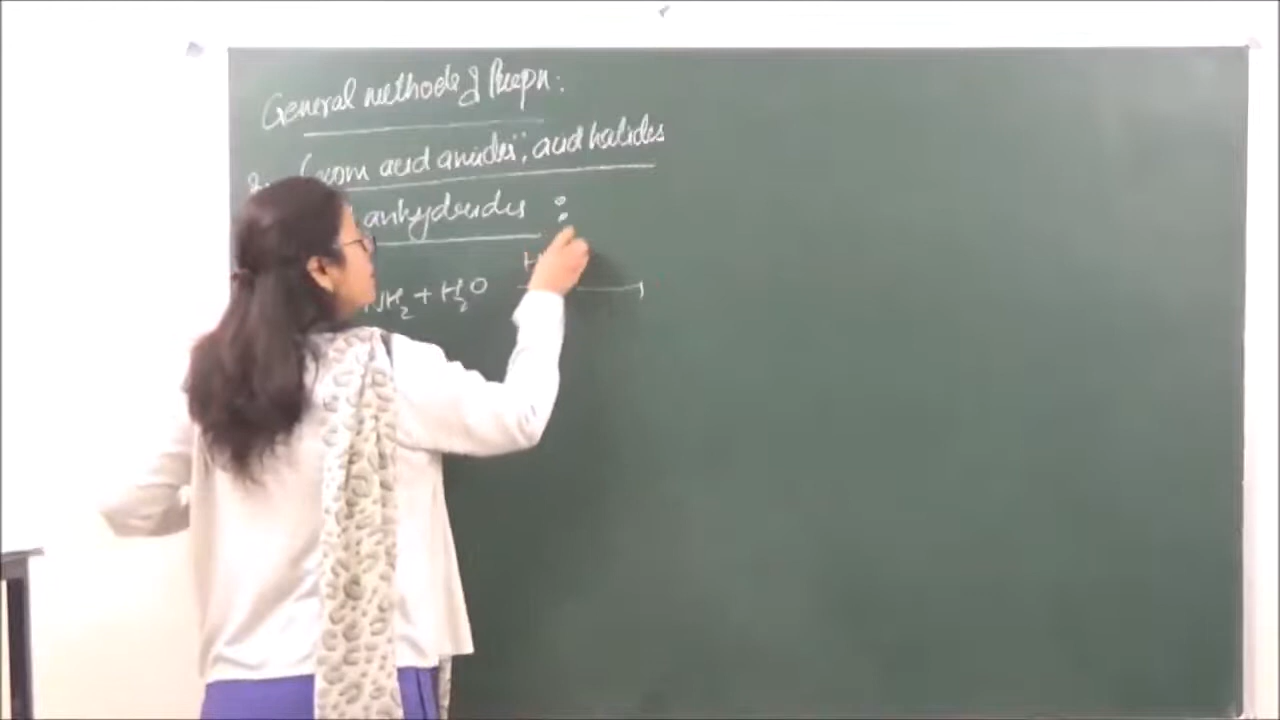 General methods of Prepn:
from acid amides, acid halides
anhydrides :
NH2 + H2O
H